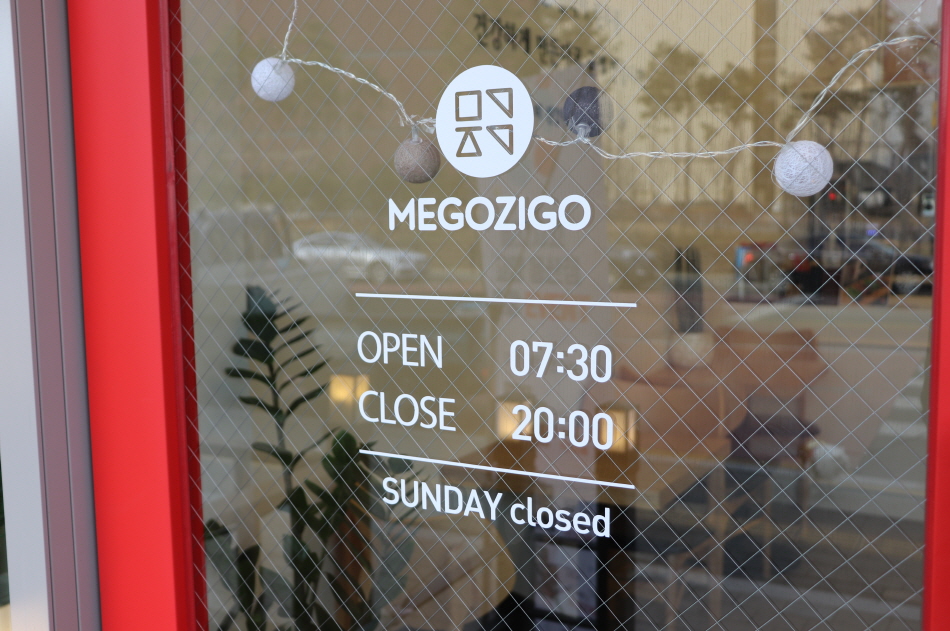 MEGOZIGO
OPEN 07:30
CLOSE 20:00
SUNDAY closed